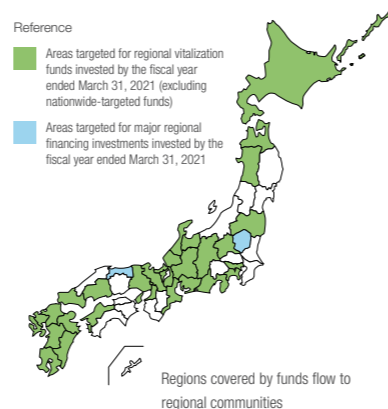 Reference
Areas targeted for regional vitalization
funds invested by the fiscal year
ended March 31, 2021 (excluding
nationwide-targeted funds)
Areas targeted for major regional
financing investments invested by the
fiscal year ended March 31, 2021
Regions covered by funds flow to
regional communities